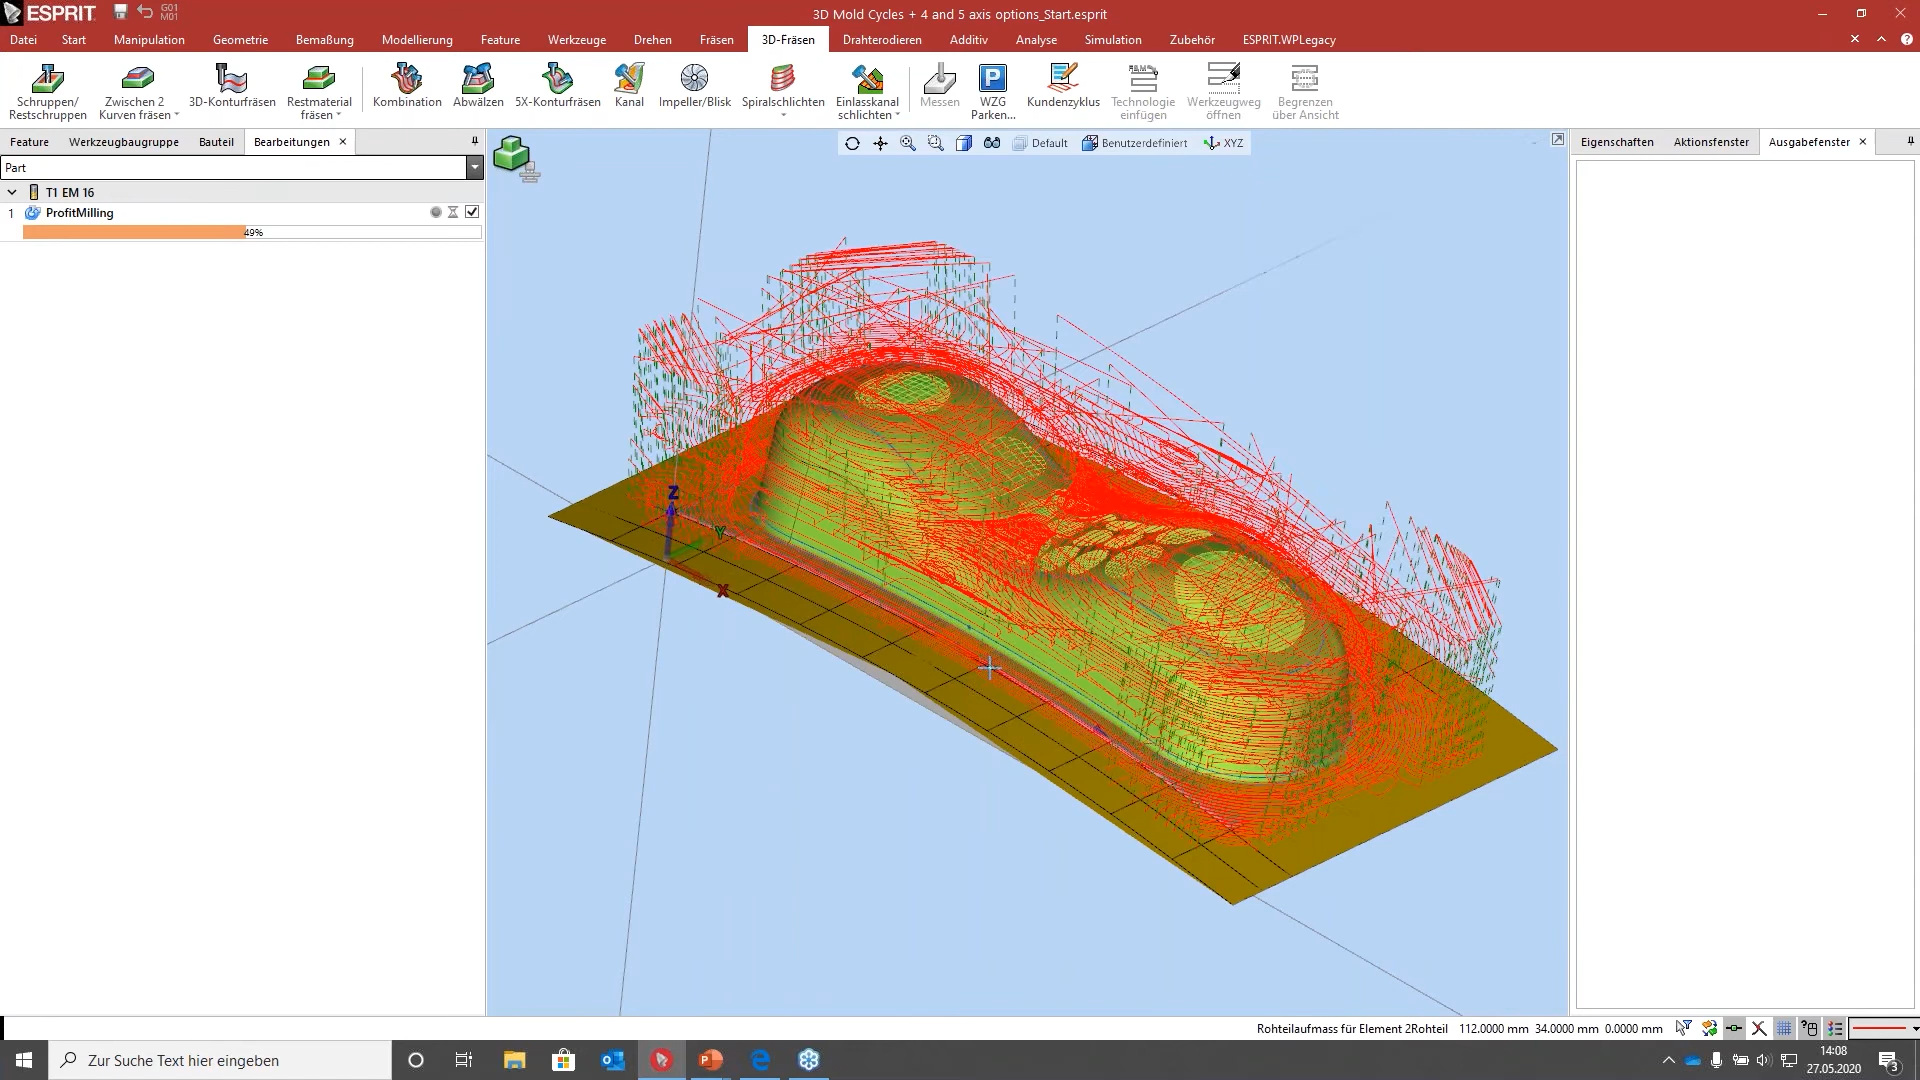 ESPRIT
G01
M01
3D Mold Cycles + 4 and 5 axis options_Start.esprit
Datei Start Manipulation Geometrie Bemaßung Modellierung Feature Werkzeuge Drehen Fräsen 3D-Fräsen Drahterodieren Additiv Analyse Simulation Zubehör ESPRIT.WPLegacy
Schruppen/
Restschruppen
Zwischen 2
Kurven fräsen
3D-Konturfräsen
Restmaterial
fräsen
Kombination
Abwälzen
5X-Konturfräsen
Kanal
Impeller/Blisk
Spiralschlichten
Einlasskanal
schlichten
Messen
P
WZG
Parken...
Kundenzyklus
Technologie
einfügen
Werkzeugweg
öffnen
Begrenzen
über Ansicht
Feature Werkzeugbaugruppe Bauteil Bearbeitungen
Default Benutzerdefiniert XYZ
Eigenschaften Aktionsfenster Ausgabefenster
Part
T1 EM 16
1 ProfitMilling
49%
Z
Y
X
Rohteilaufmass für Element 2Rohteil 112.0000 mm 34.0000 mm 0.0000 mm
Zur Suche Text hier eingeben
14:08
27.05.2020
3